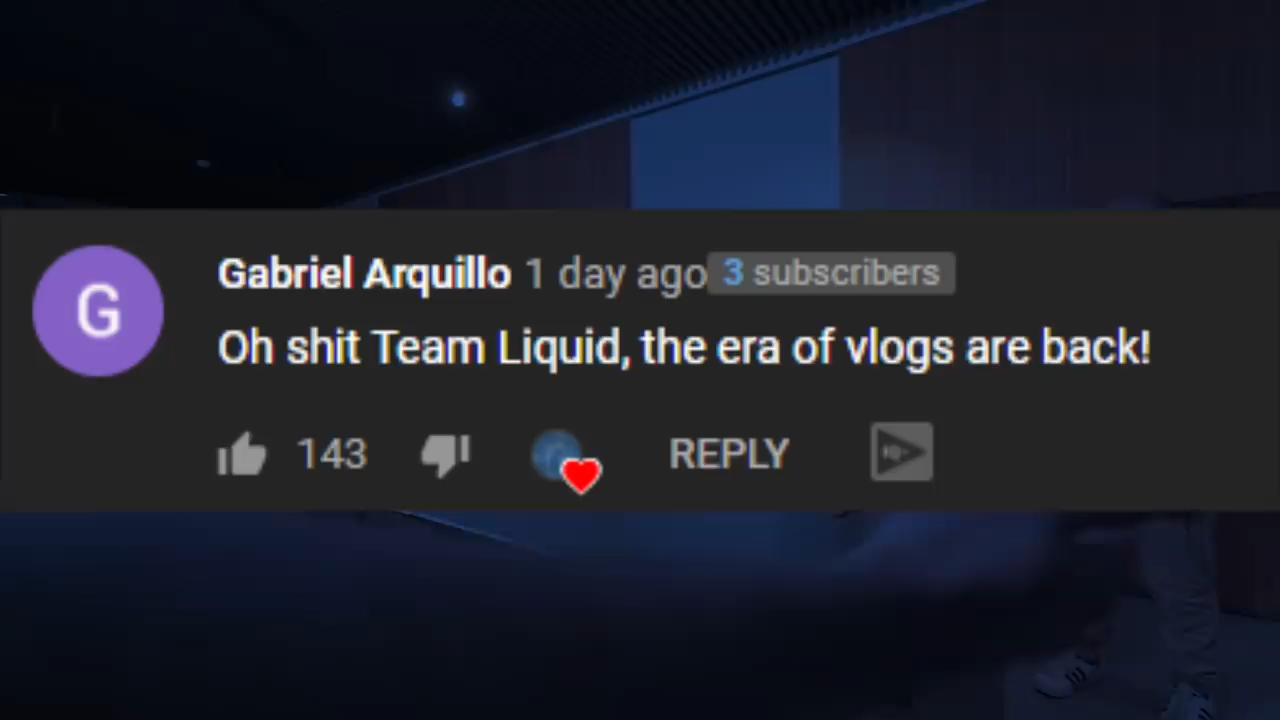 G
Gabriel Arquillo 1 day ago 3 subscribers
Oh shit Team Liquid, the era of vlogs are back!
143 REPLY